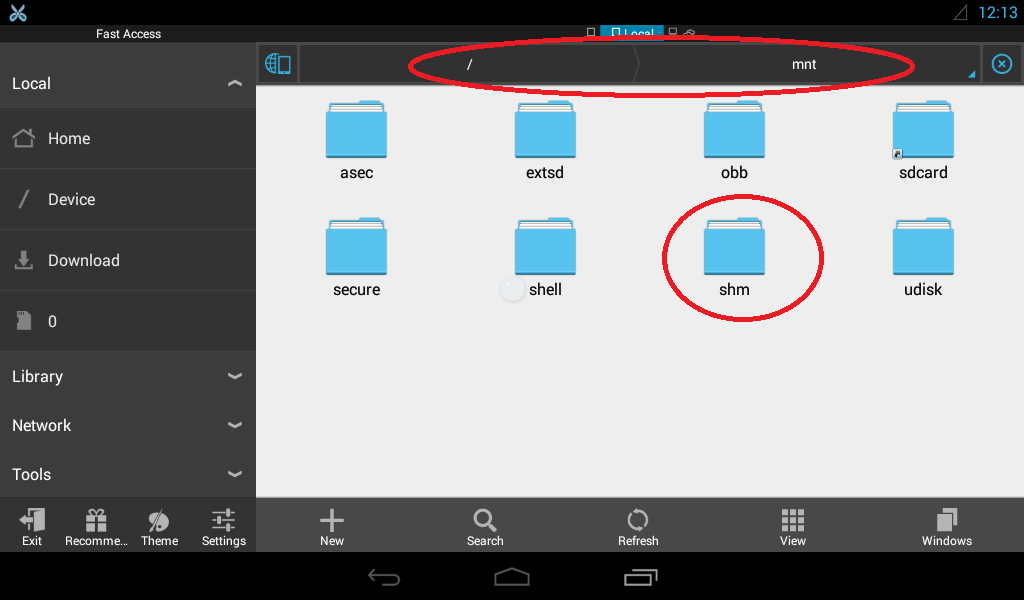 12:13
Fast Access
Local
/
mnt
Local
Home
Device
Download
0
Library
Network
Tools
asec
extsd
obb
sdcard
secure
shell
shm
udisk
Exit
Recomme...
Theme
Settings
New
Search
Refresh
View
Windows